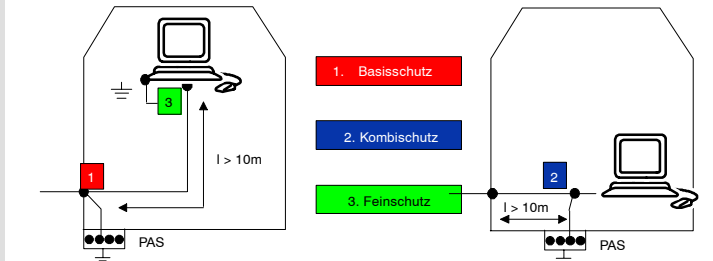 3
l > 10m
1
PAS
1. Basisschutz
2. Kombischutz
3. Feinschutz
2
l > 10m
PAS